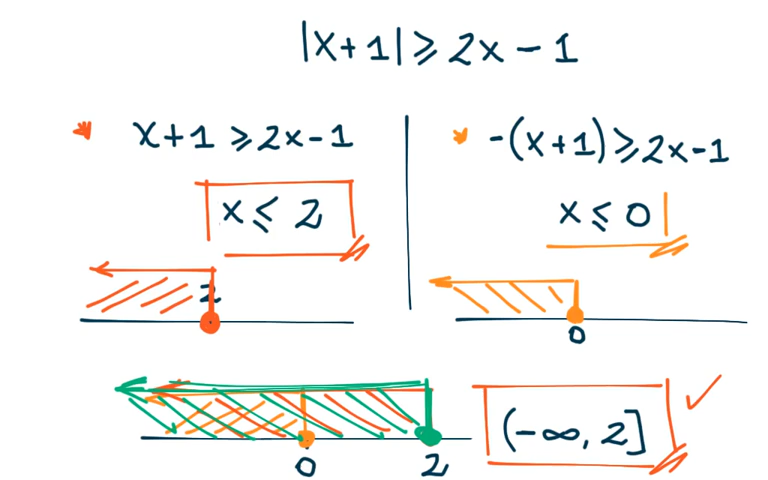 |x+1| ⩾ 2x - 1
x+1 ⩾ 2x-1
x ⩽ 2
2
-(x+1) ⩾ 2x-1
x ⩽ 0
0
0 2
(-∞, 2]